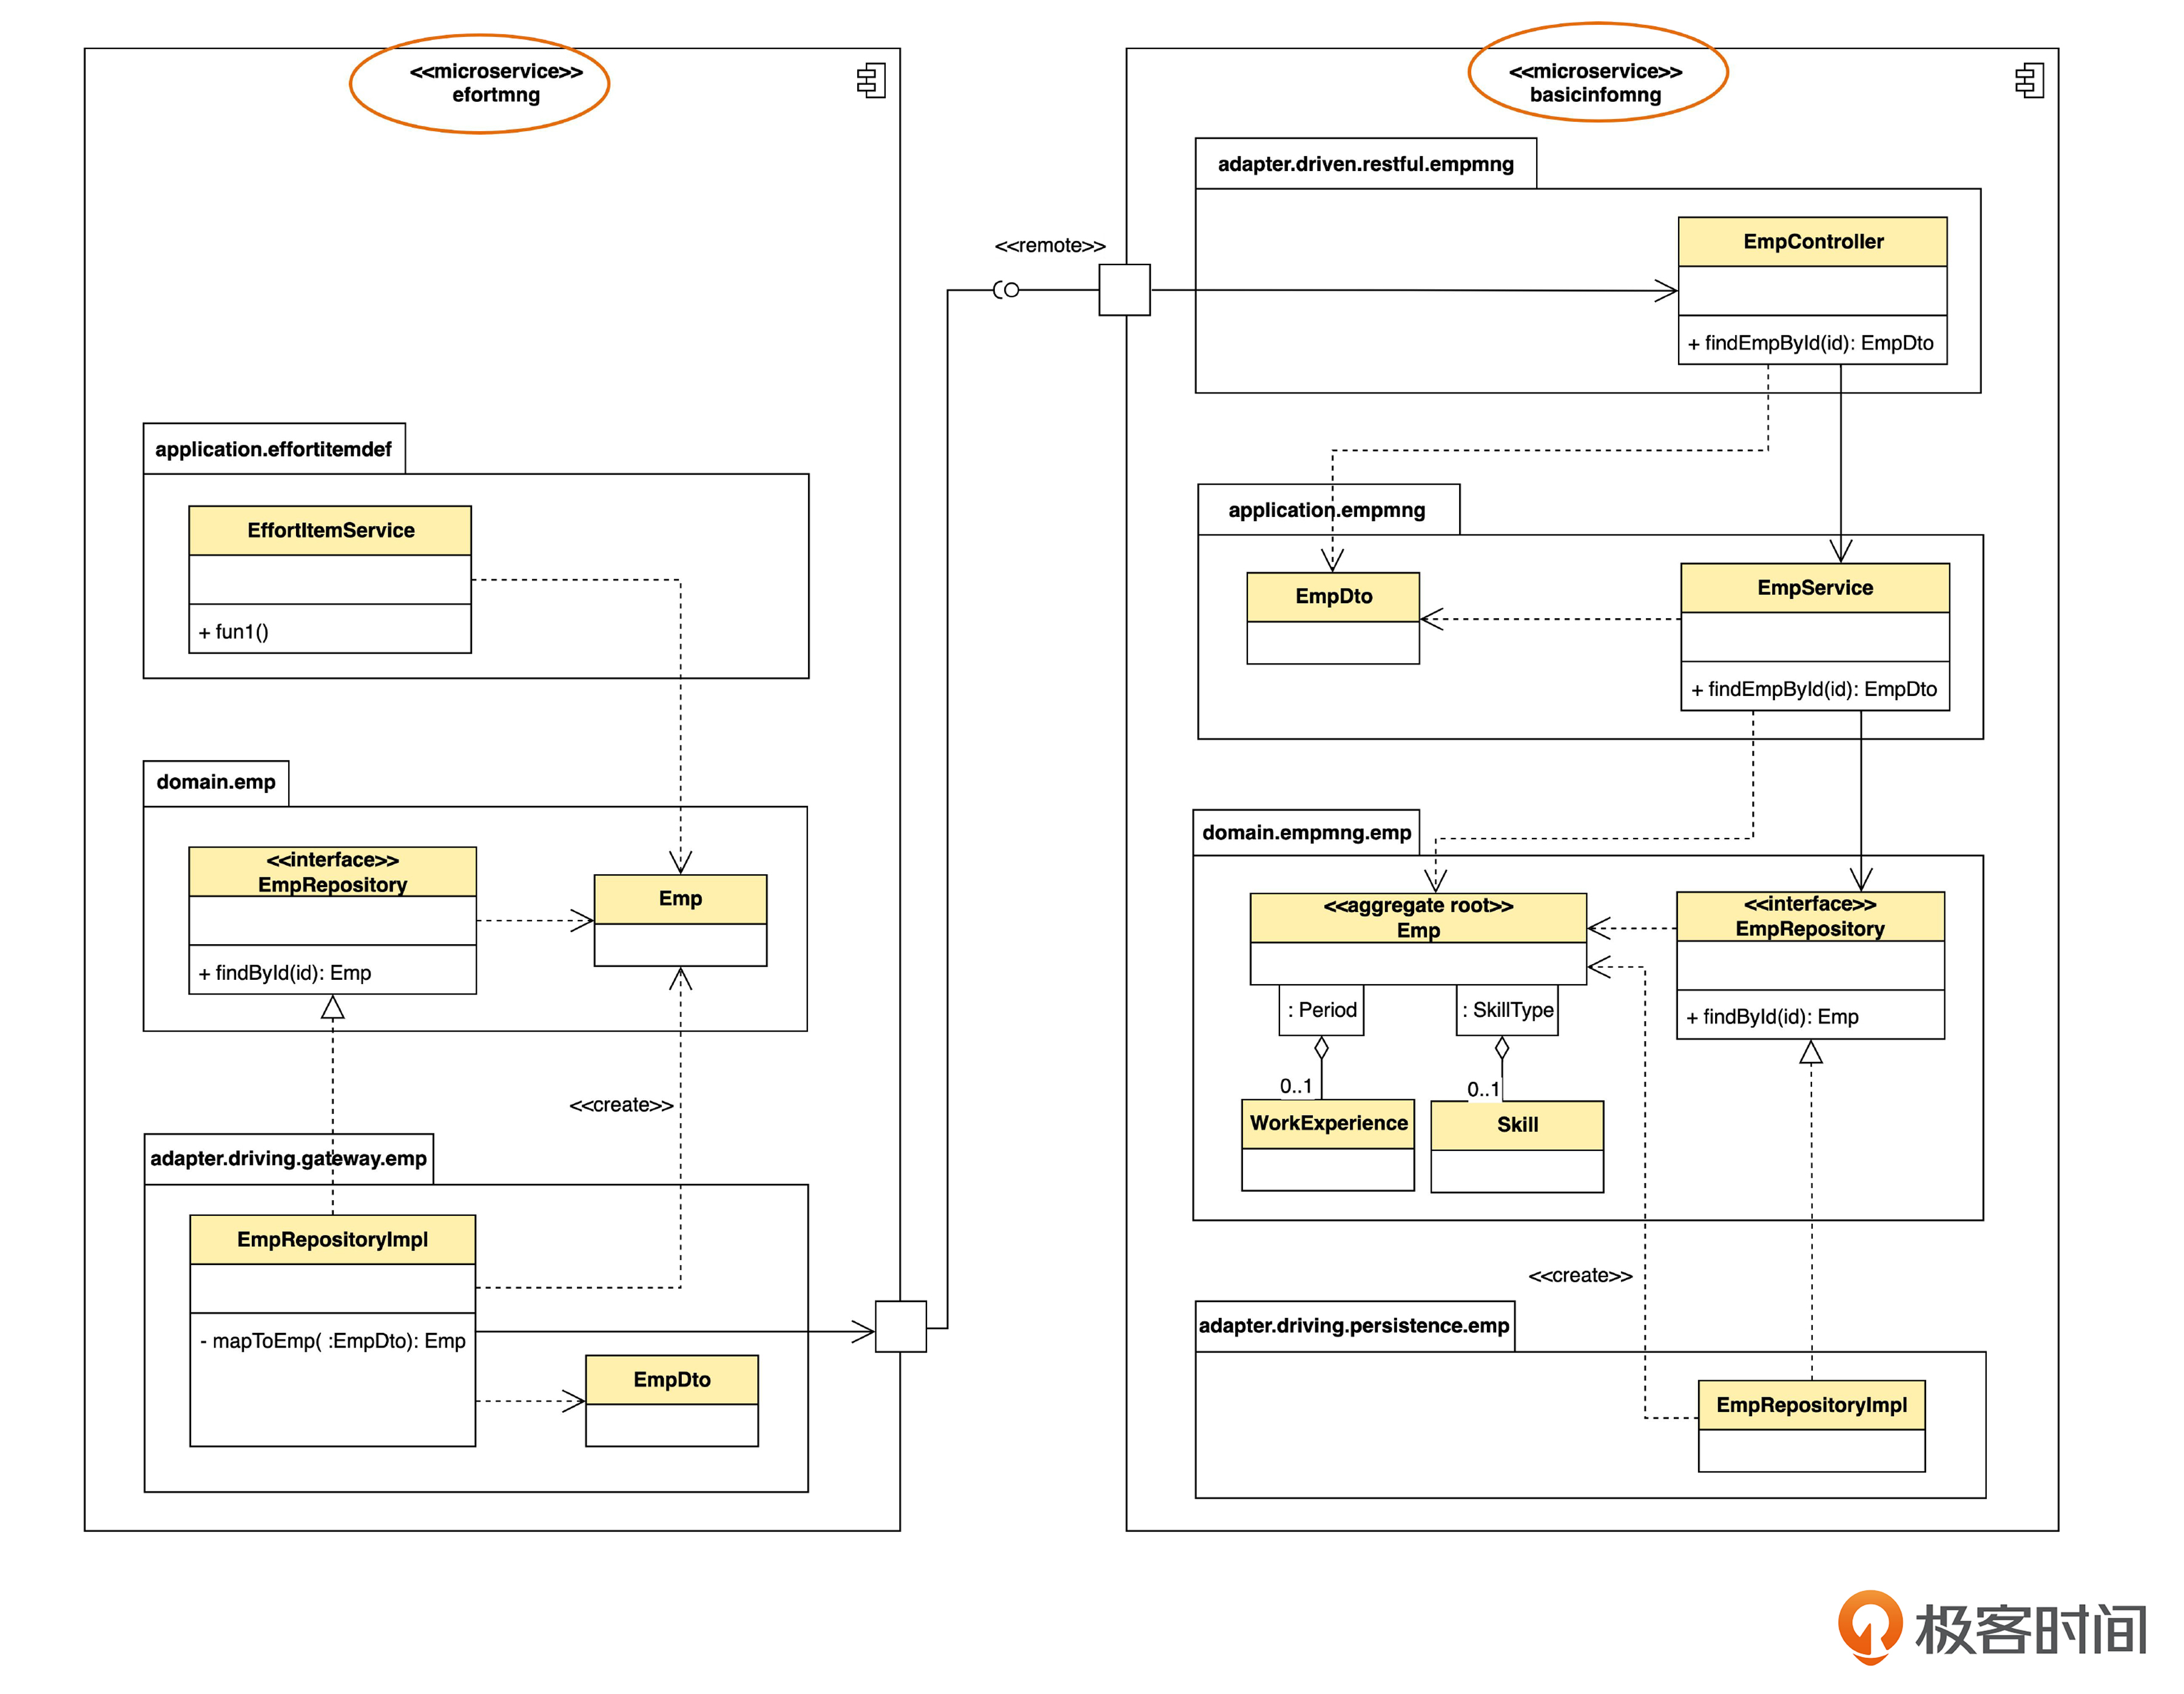 <<microservice>>
efortmng
application.effortitemdef
EffortItemService
+ fun1()
domain.emp
<<interface>>
EmpRepository
+ findById(id): Emp
Emp
<<create>>
adapter.driving.gateway.emp
EmpRepositoryImpl
- mapToEmp( :EmpDto): Emp
EmpDto
<<remote>>
<<microservice>>
basicinfomng
adapter.driven.restful.empmng
EmpController
+ findEmpById(id): EmpDto
application.empmng
EmpDto
EmpService
+ findEmpById(id): EmpDto
domain.empmng.emp
<<aggregate root>>
Emp
: Period
: SkillType
0..1
0..1
WorkExperience
Skill
<<interface>>
EmpRepository
+ findById(id): Emp
<<create>>
adapter.driving.persistence.emp
EmpRepositoryImpl
极客时间